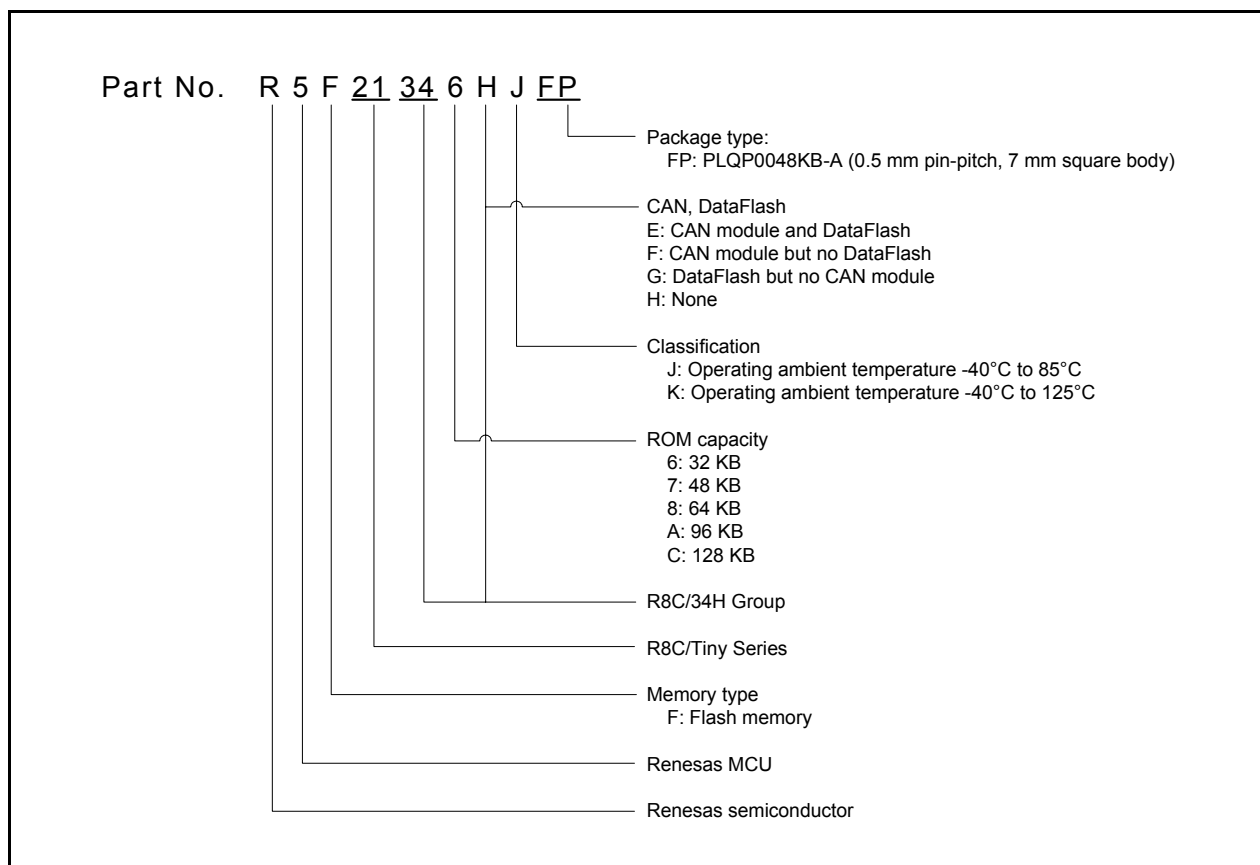 Part No. R 5 F 21 34 6 H J FP
Package type:
FP: PLQP0048KB-A (0.5 mm pin-pitch, 7 mm square body)
CAN, DataFlash
E: CAN module and DataFlash
F: CAN module but no DataFlash
G: DataFlash but no CAN module
H: None
Classification
J: Operating ambient temperature -40°C to 85°C
K: Operating ambient temperature -40°C to 125°C
ROM capacity
6: 32 KB
7: 48 KB
8: 64 KB
A: 96 KB
C: 128 KB
R8C/34H Group
R8C/Tiny Series
Memory type
F: Flash memory
Renesas MCU
Renesas semiconductor